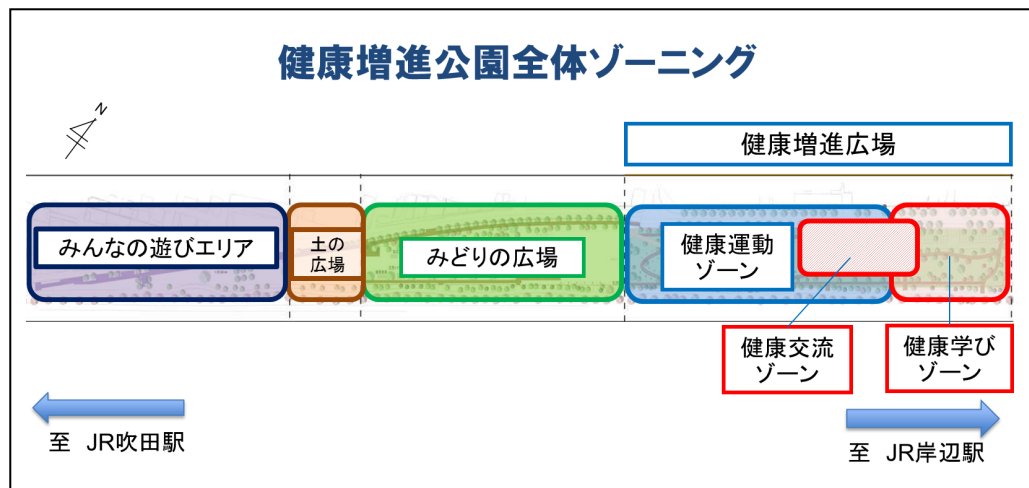 健康増進公園全体ゾーニング
N
健康増進広場
みんなの遊びエリア
土の
広場
みどりの広場
健康運動
ゾーン
健康交流
ゾーン
健康学び
ゾーン
至 JR吹田駅
至 JR岸辺駅